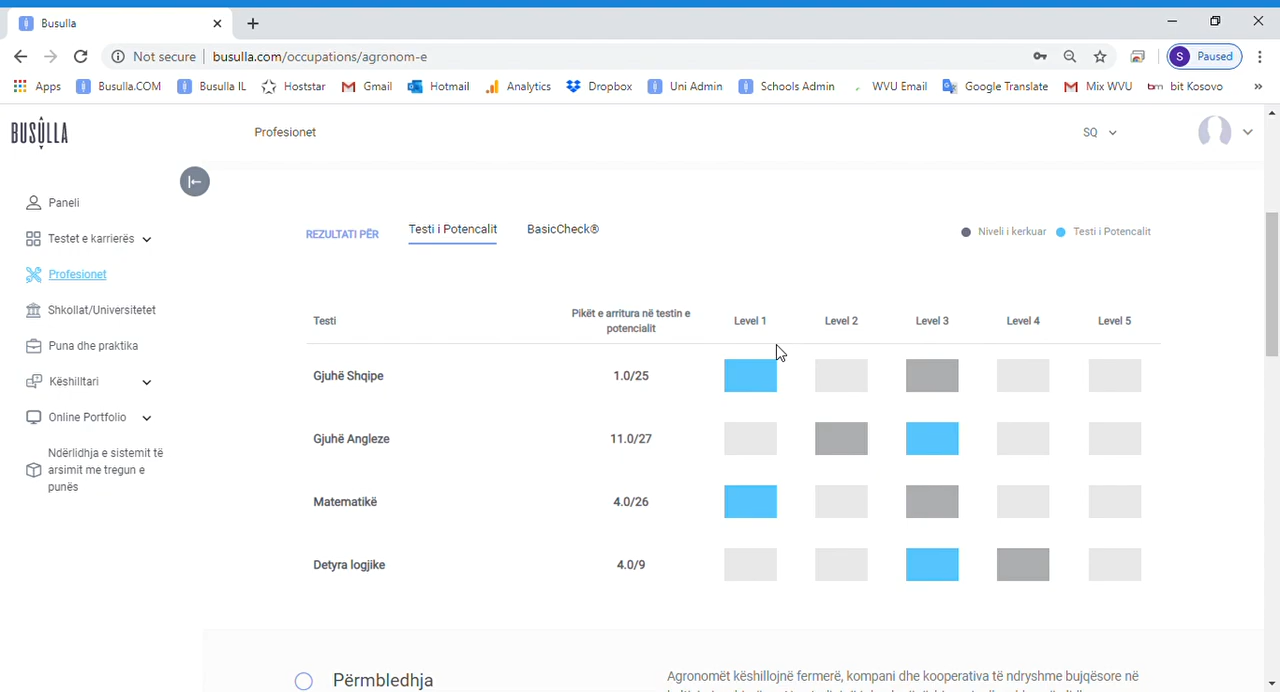 Busulla
Not secure
busulla.com/occupations/agronom-e
S Paused
Apps Busulla.COM Busulla IL Hoststar Gmail Hotmail Analytics Dropbox Uni Admin Schools Admin WVU Email Google Translate Mix WVU bm bit Kosovo »
BUSULLA
Profesionet
SQ
Paneli
Testet e karrierës
Profesionet
Shkollat/Universitetet
Puna dhe praktika
Këshilltari
Online Portfolio
Ndërlidhja e sistemit të
arsimit me tregun e
punës
REZULTATI PËR Testi i Potencalit BasicCheck®
Niveli i kerkuar Testi i Potencalit
Testi Pikët e arritura në testin e
potencialit Level 1 Level 2 Level 3 Level 4 Level 5
Gjuhë Shqipe 1.0/25
Gjuhë Angleze 11.0/27
Matematikë 4.0/26
Detyra logjike 4.0/9
Përmbledhja
Agronomët këshillojnë fermerë, kompani dhe kooperativa të ndryshme bujqësore në